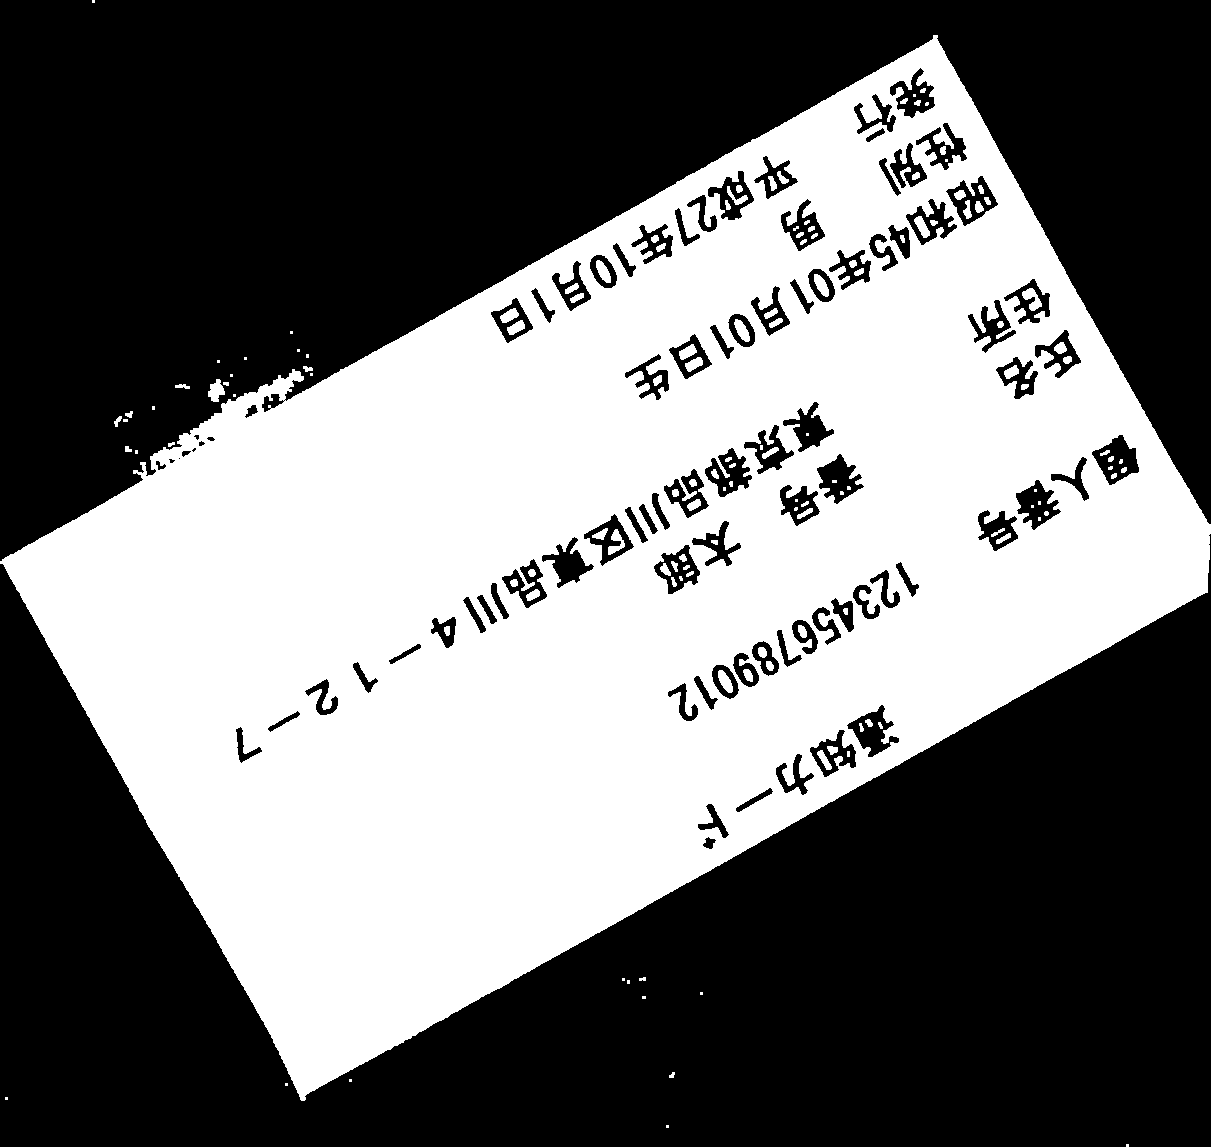 通知カード
個人番号 123456789012
氏名 番号 太郎
住所 東京都品川区東品川4－12－7
昭和45年01月01日生
性別 男
発行 平成27年10月1日